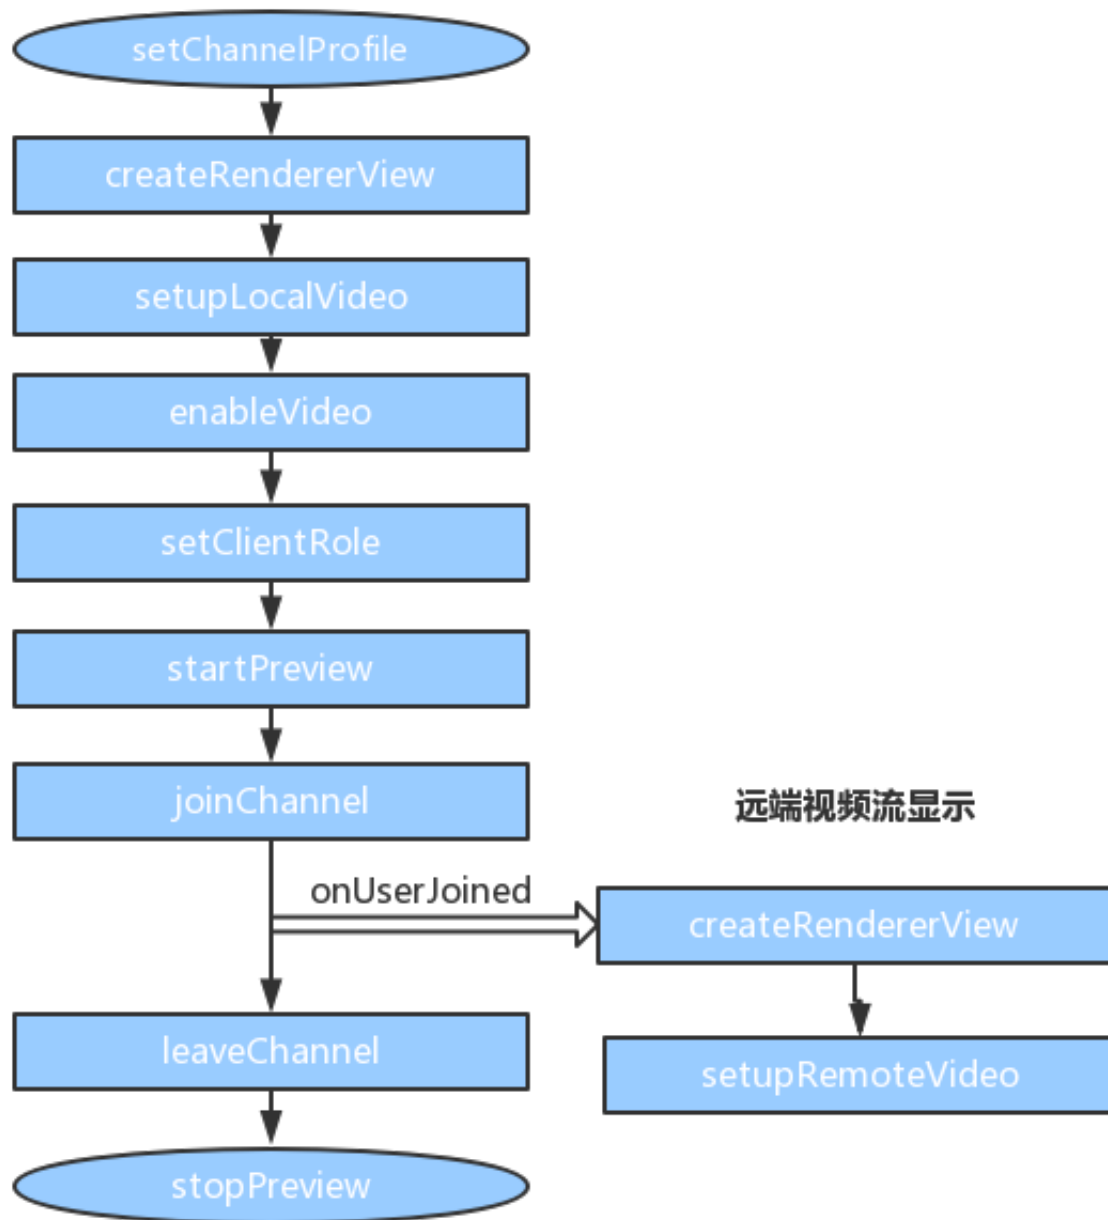 setChannelProfile
createRendererView
setupLocalVideo
enableVideo
setClientRole
startPreview
joinChannel
远端视频流显示
onUserJoined
createRendererView
leaveChannel
setupRemoteVideo
stopPreview